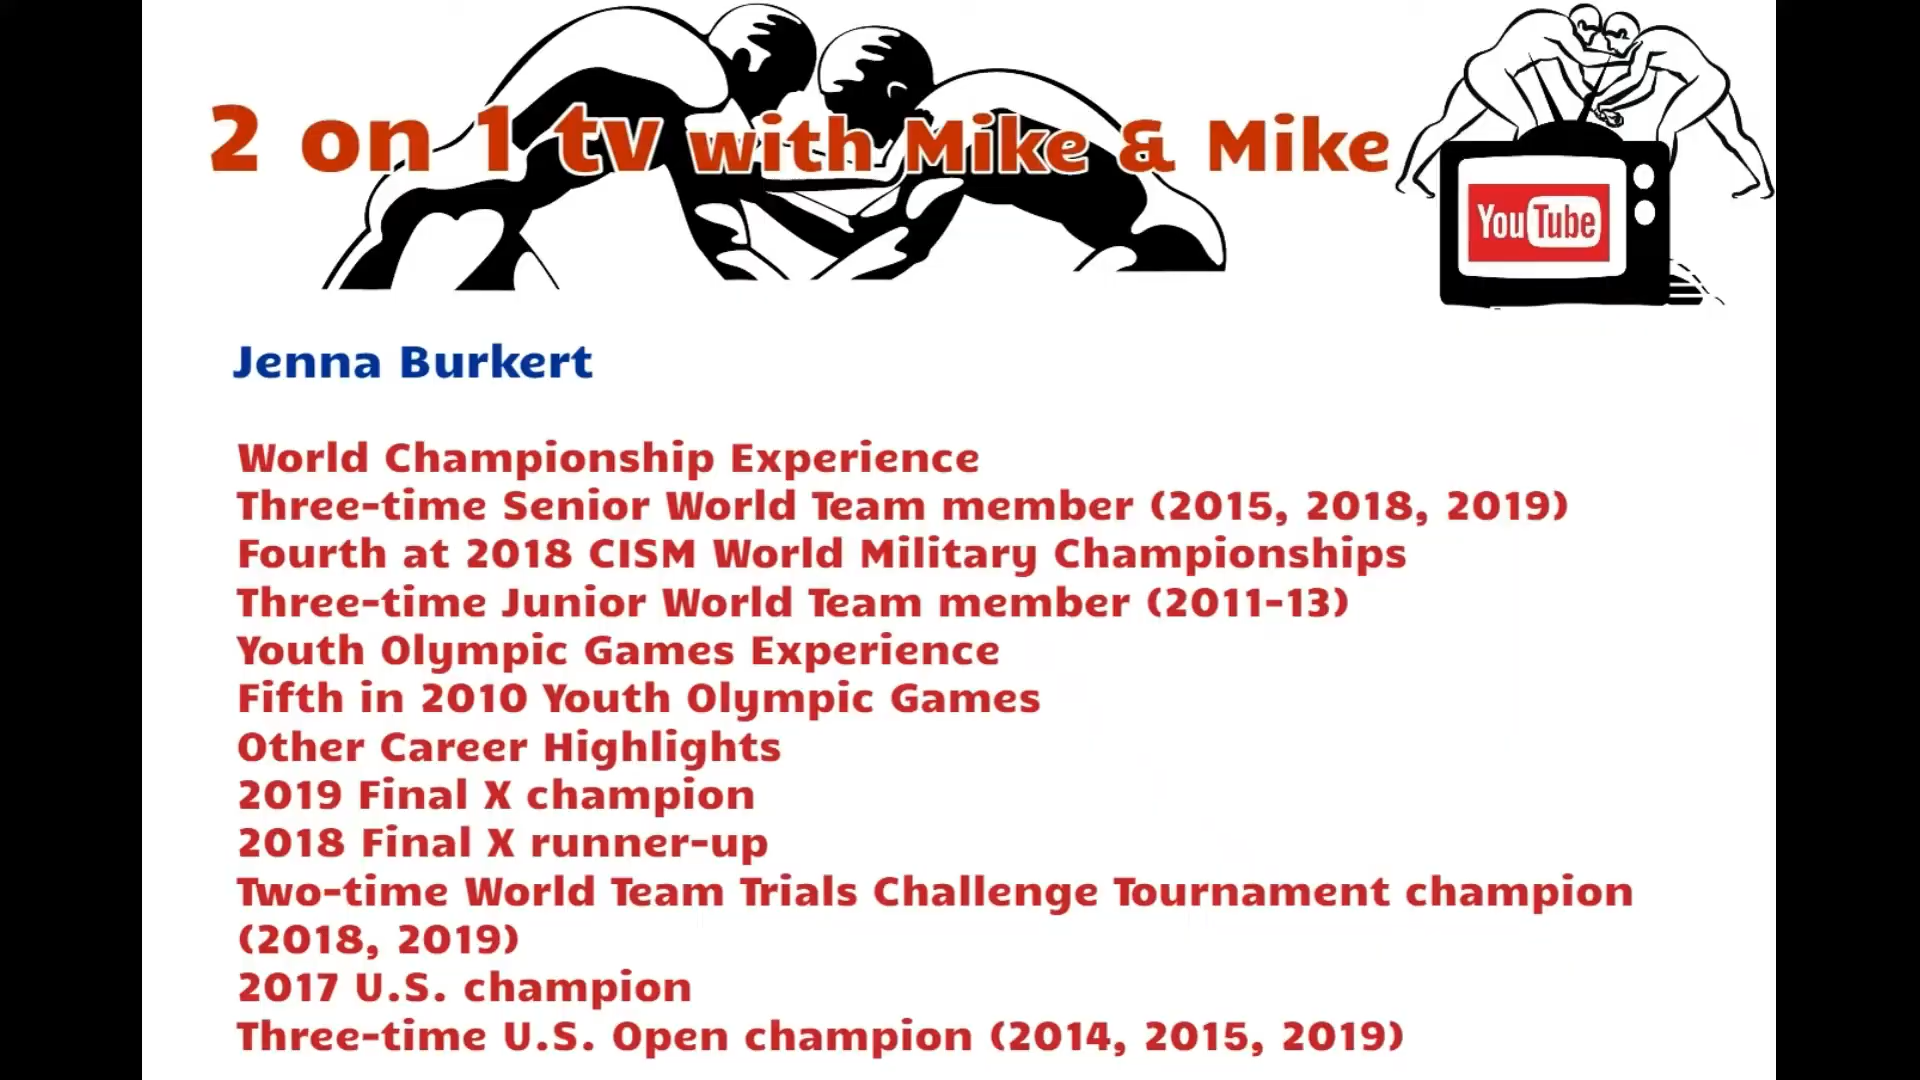 2 on 1 tv with Mike & Mike
YouTube
Jenna Burkert
World Championship Experience
Three-time Senior World Team member (2015, 2018, 2019)
Fourth at 2018 CISM World Military Championships
Three-time Junior World Team member (2011-13)
Youth Olympic Games Experience
Fifth in 2010 Youth Olympic Games
Other Career Highlights
2019 Final X champion
2018 Final X runner-up
Two-time World Team Trials Challenge Tournament champion
(2018, 2019)
2017 U.S. champion
Three-time U.S. Open champion (2014, 2015, 2019)